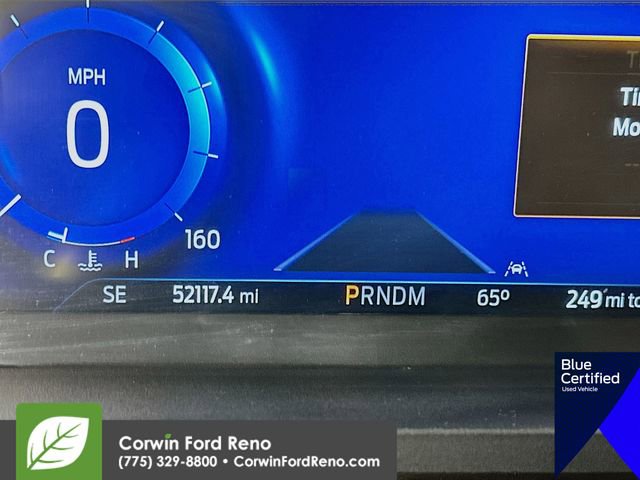 MPH
0
160
C H
SE 52117.4 mi PRNDM 65° 249 mi to
Blue
Certified
Used Vehicle
Corwin Ford Reno
(775) 329-8800 • CorwinFordReno.com